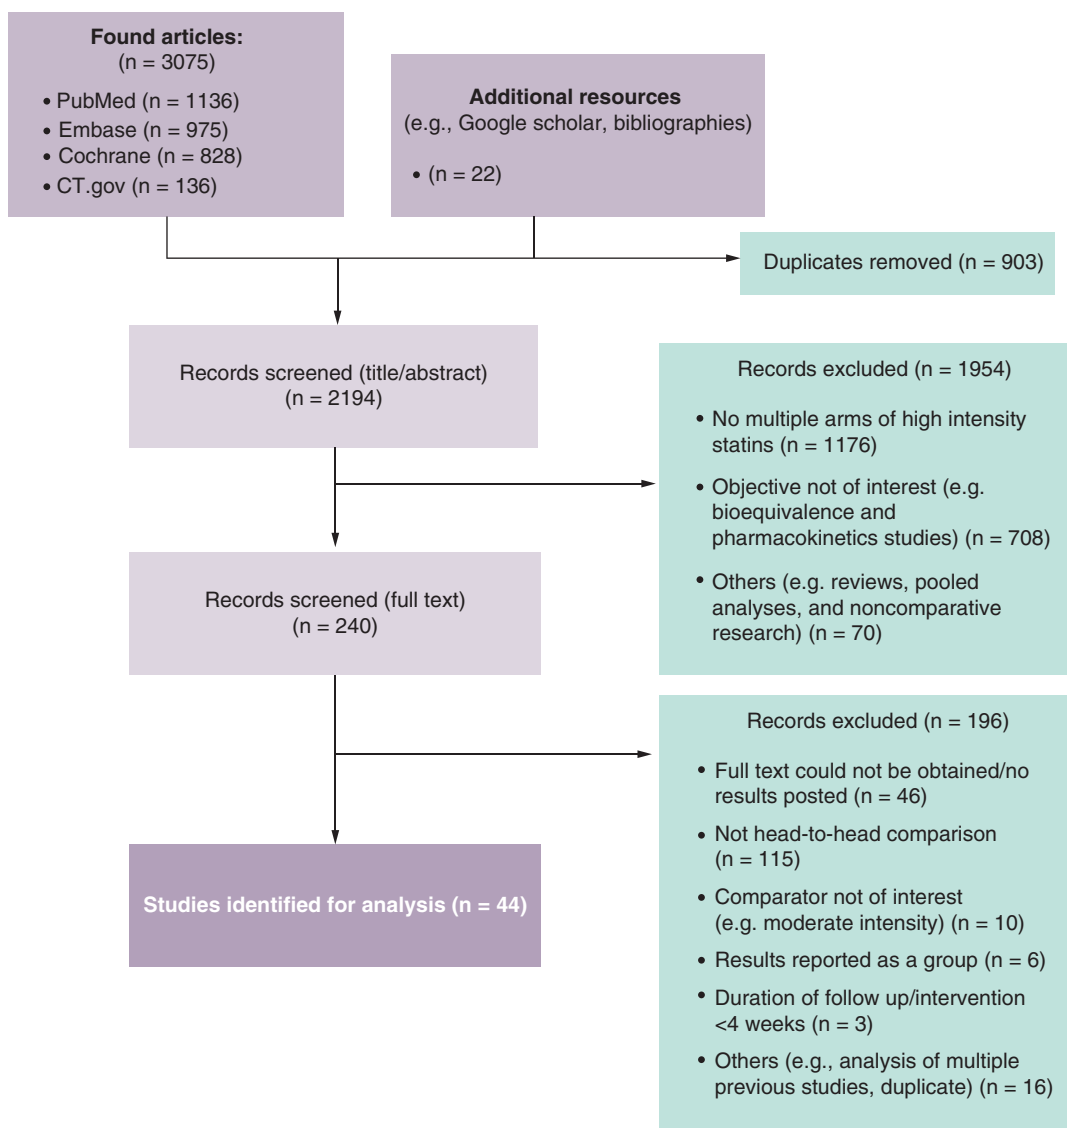 Found articles:
(n = 3075)
• PubMed (n = 1136)
• Embase (n = 975)
• Cochrane (n = 828)
• CT.gov (n = 136)
Additional resources
(e.g., Google scholar, bibliographies)
• (n = 22)
Duplicates removed (n = 903)
Records screened (title/abstract)
(n = 2194)
Records excluded (n = 1954)
• No multiple arms of high intensity
statins (n = 1176)
• Objective not of interest (e.g.
bioequivalence and
pharmacokinetics studies) (n = 708)
• Others (e.g. reviews, pooled
analyses, and noncomparative
research) (n = 70)
Records screened (full text)
(n = 240)
Records excluded (n = 196)
• Full text could not be obtained/no
results posted (n = 46)
• Not head-to-head comparison
(n = 115)
• Comparator not of interest
(e.g. moderate intensity) (n = 10)
• Results reported as a group (n = 6)
• Duration of follow up/intervention
<4 weeks (n = 3)
• Others (e.g., analysis of multiple
previous studies, duplicate) (n = 16)
Studies identified for analysis (n = 44)